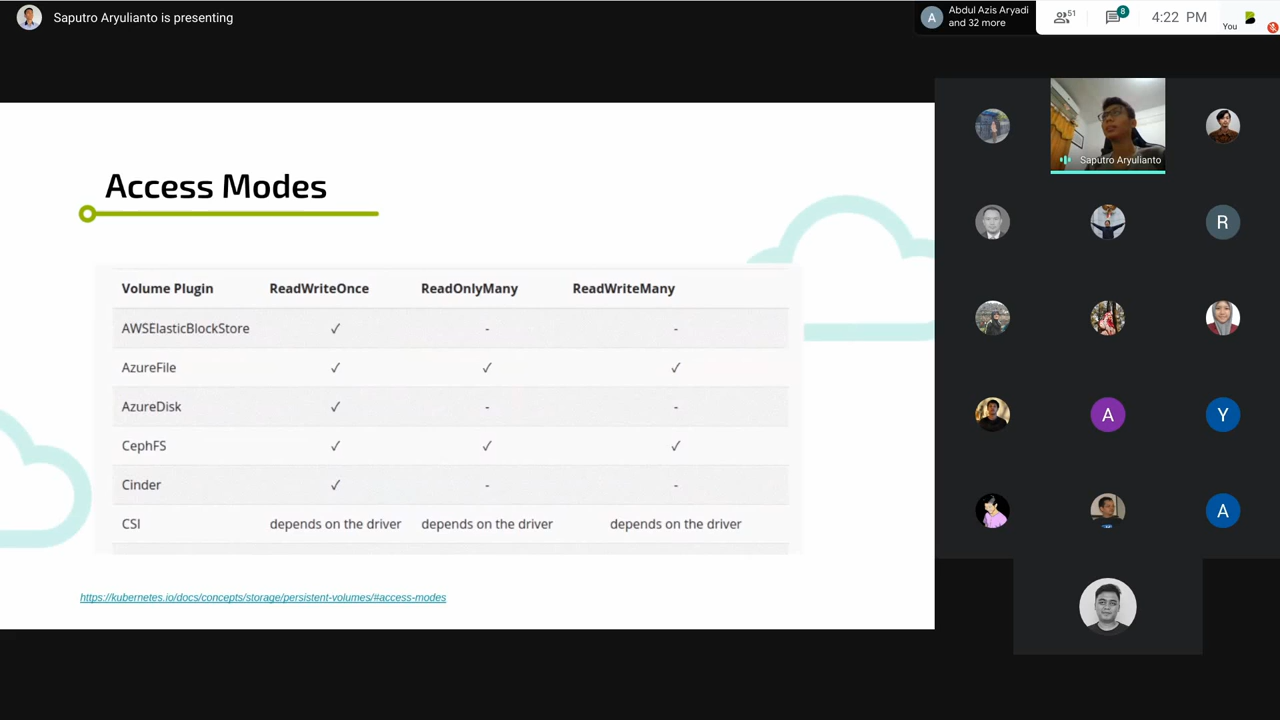 Saputro Aryulianto is presenting
A
Abdul Azis Aryadi
and 32 more
51
8
4:22 PM
You
Saputro Aryulianto
R
A
Y
A
Access Modes
Volume Plugin ReadWriteOnce ReadOnlyMany ReadWriteMany
AWSElasticBlockStore ✓ - -
AzureFile ✓ ✓ ✓
AzureDisk ✓ - -
CephFS ✓ ✓ ✓
Cinder ✓ - -
CSI depends on the driver depends on the driver depends on the driver
https://kubernetes.io/docs/concepts/storage/persistent-volumes/#access-modes